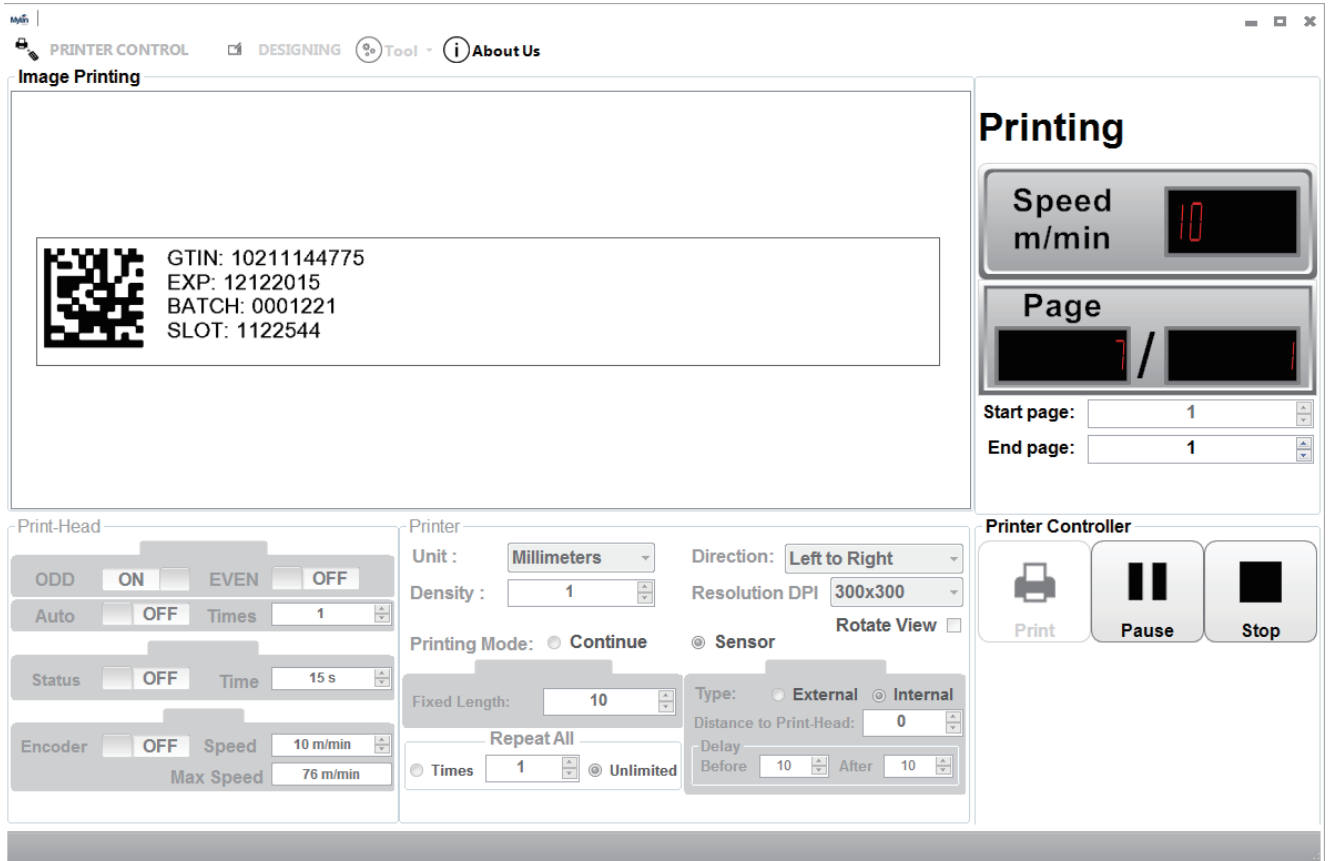 Mylan
PRINTER CONTROL DESIGNING Tool About Us
Image Printing
GTIN: 10211144775
EXP: 12122015
BATCH: 0001221
SLOT: 1122544
Printing
Speed
m/min
10
Page
7 / 1
Start page: 1
End page: 1
Print-Head
ODD ON EVEN OFF
Auto OFF Times 1
Status OFF Time 15 s
Encoder OFF Speed 10 m/min
Max Speed 76 m/min
Printer
Unit : Millimeters Direction: Left to Right
Density : 1 Resolution DPI 300x300
Rotate View
Printing Mode: Continue Sensor
Fixed Length: 10
Repeat All
Times 1 Unlimited
Type: External Internal
Distance to Print-Head: 0
Delay
Before 10 After 10
Printer Controller
Print Pause Stop